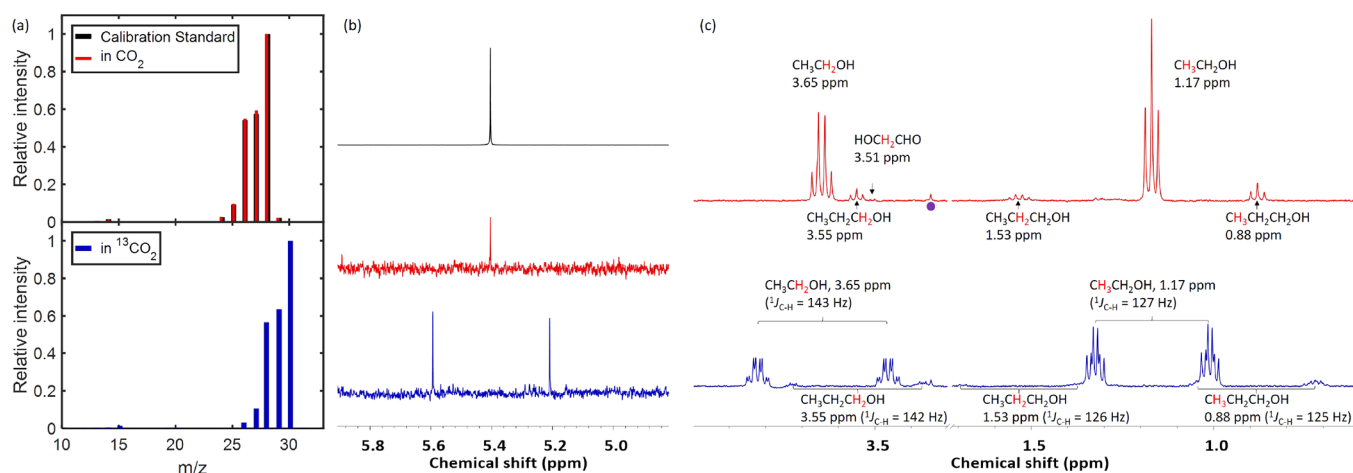 (a)
Relative intensity
1
0.8
0.6
0.4
0.2
0
Calibration Standard
in CO₂
Relative intensity
1
0.8
0.6
0.4
0.2
0
in ¹³CO₂
10 15 20 25 30
m/z
(b)
5.8 5.6 5.4 5.2 5.0
Chemical shift (ppm)
(c)
CH₃CH₂OH
3.65 ppm
HOCH₂CHO
3.51 ppm
CH₃CH₂CH₂OH
3.55 ppm
CH₃CH₂CH₂OH
1.53 ppm
CH₃CH₂OH
1.17 ppm
CH₃CH₂CH₂OH
0.88 ppm
CH₃CH₂OH, 3.65 ppm
(¹J_C-H = 143 Hz)
CH₃CH₂OH, 1.17 ppm
(¹J_C-H = 127 Hz)
CH₃CH₂CH₂OH
3.55 ppm (¹J_C-H = 142 Hz)
CH₃CH₂CH₂OH
1.53 ppm (¹J_C-H = 126 Hz)
CH₃CH₂CH₂OH
0.88 ppm (¹J_C-H = 125 Hz)
3.5 1.5 1.0
Chemical shift (ppm)